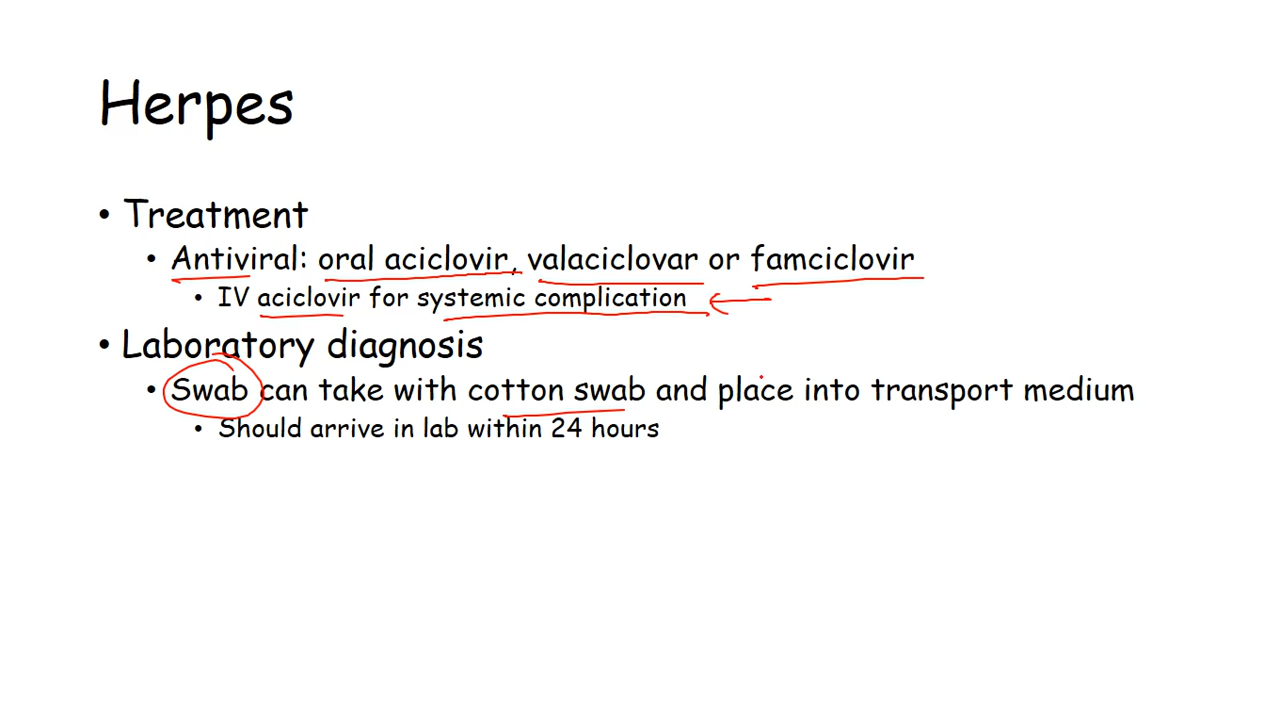 Herpes
• Treatment
• Antiviral: oral aciclovir, valaciclovar or famciclovir
• IV aciclovir for systemic complication
• Laboratory diagnosis
• Swab can take with cotton swab and place into transport medium
• Should arrive in lab within 24 hours